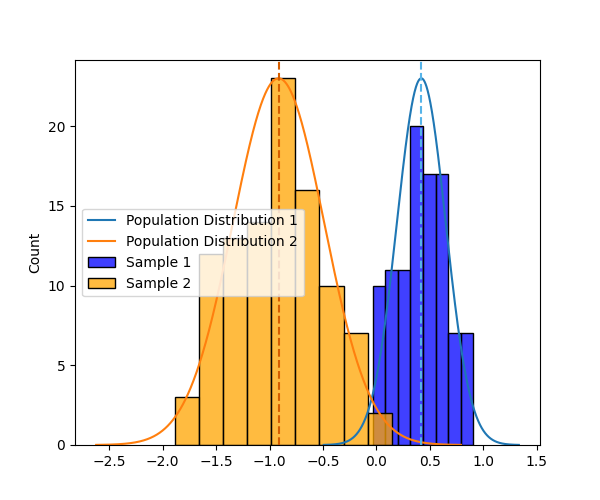 Count
20
15
10
5
0
Population Distribution 1
Population Distribution 2
Sample 1
Sample 2
−2.5 −2.0 −1.5 −1.0 −0.5 0.0 0.5 1.0 1.5